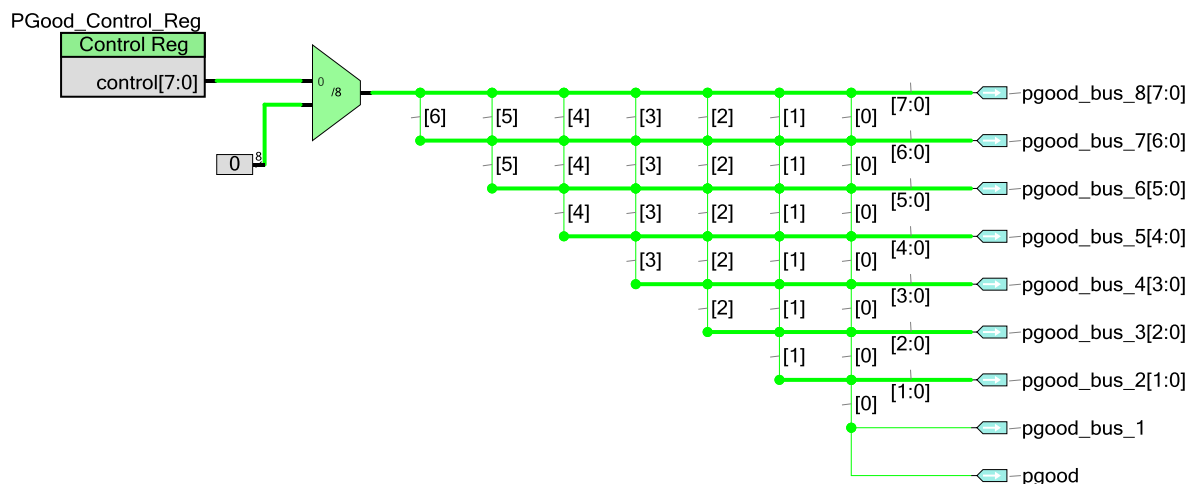 PGood_Control_Reg
Control Reg
control[7:0]
0
/8
0
8
[7:0]
pgood_bus_8[7:0]
[6] [5] [4] [3] [2] [1] [0]
[6:0]
pgood_bus_7[6:0]
[5] [4] [3] [2] [1] [0]
[5:0]
pgood_bus_6[5:0]
[4] [3] [2] [1] [0]
[4:0]
pgood_bus_5[4:0]
[3] [2] [1] [0]
[3:0]
pgood_bus_4[3:0]
[2] [1] [0]
[2:0]
pgood_bus_3[2:0]
[1] [0]
[1:0]
pgood_bus_2[1:0]
[0]
pgood_bus_1
pgood